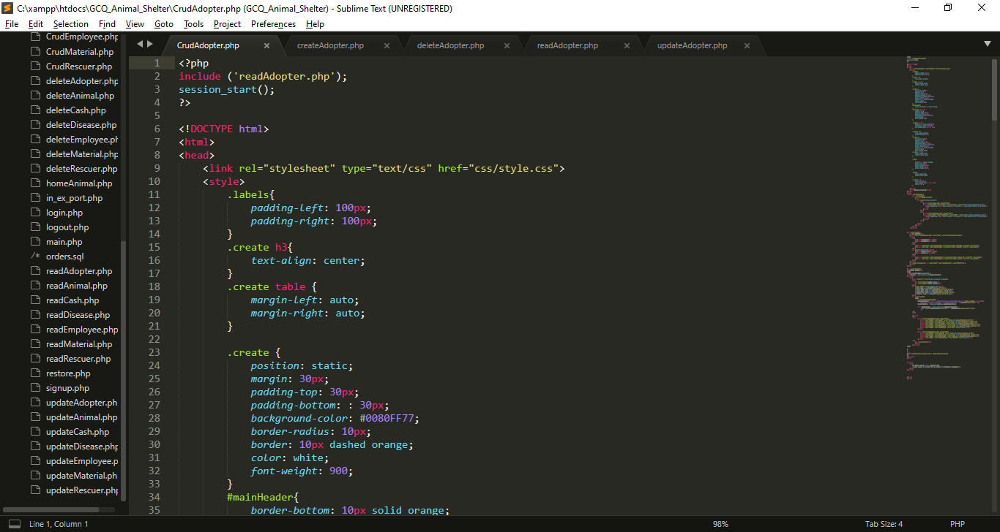 C:\xampp\htdocs\GCQ_Animal_Shelter\CrudAdopter.php (GCQ_Animal_Shelter) - Sublime Text (UNREGISTERED)
File Edit Selection Find View Goto Tools Project Preferences Help
CrudEmployee.php
CrudMaterial.php
CrudRescuer.php
deleteAdopter.php
deleteAnimal.php
deleteCash.php
deleteDisease.php
deleteEmployee.ph
deleteMaterial.php
deleteRescuer.php
homeAnimal.php
in_ex_port.php
login.php
logout.php
main.php
/* orders.sql
readAdopter.php
readAnimal.php
readCash.php
readDisease.php
readEmployee.php
readMaterial.php
readRescuer.php
restore.php
signup.php
updateAdopter.ph
updateAnimal.php
updateCash.php
updateDisease.php
updateEmployee.p
updateMaterial.ph
updateRescuer.php
CrudAdopter.php createAdopter.php deleteAdopter.php readAdopter.php updateAdopter.php
1 <?php
2 include ('readAdopter.php');
3 session_start();
4 ?>
5
6 <!DOCTYPE html>
7 <html>
8 <head>
9 <link rel="stylesheet" type="text/css" href="css/style.css">
10 <style>
11 .labels{
12 padding-left: 100px;
13 padding-right: 100px;
14 }
15 .create h3{
16 text-align: center;
17 }
18 .create table {
19 margin-left: auto;
20 margin-right: auto;
21 }
22
23 .create {
24 position: static;
25 margin: 30px;
26 padding-top: 30px;
27 padding-bottom: : 30px;
28 background-color: #0080FF77;
29 border-radius: 10px;
30 border: 10px dashed orange;
31 color: white;
32 font-weight: 900;
33 }
34 #mainHeader{
35 border-bottom: 10px solid orange;
Line 1, Column 1 98% Tab Size: 4 PHP